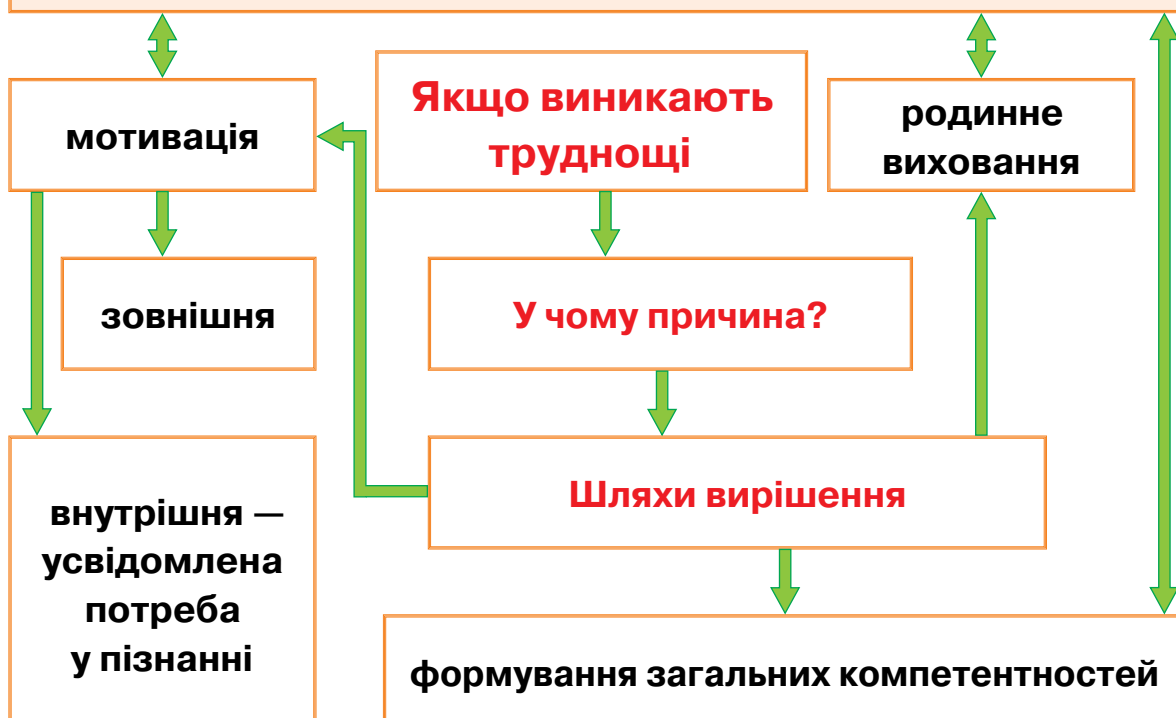 мотивація
Якщо виникають
труднощі
родинне
виховання
зовнішня
У чому причина?
внутрішня —
усвідомлена
потреба
у пізнанні
Шляхи вирішення
формування загальних компетентностей